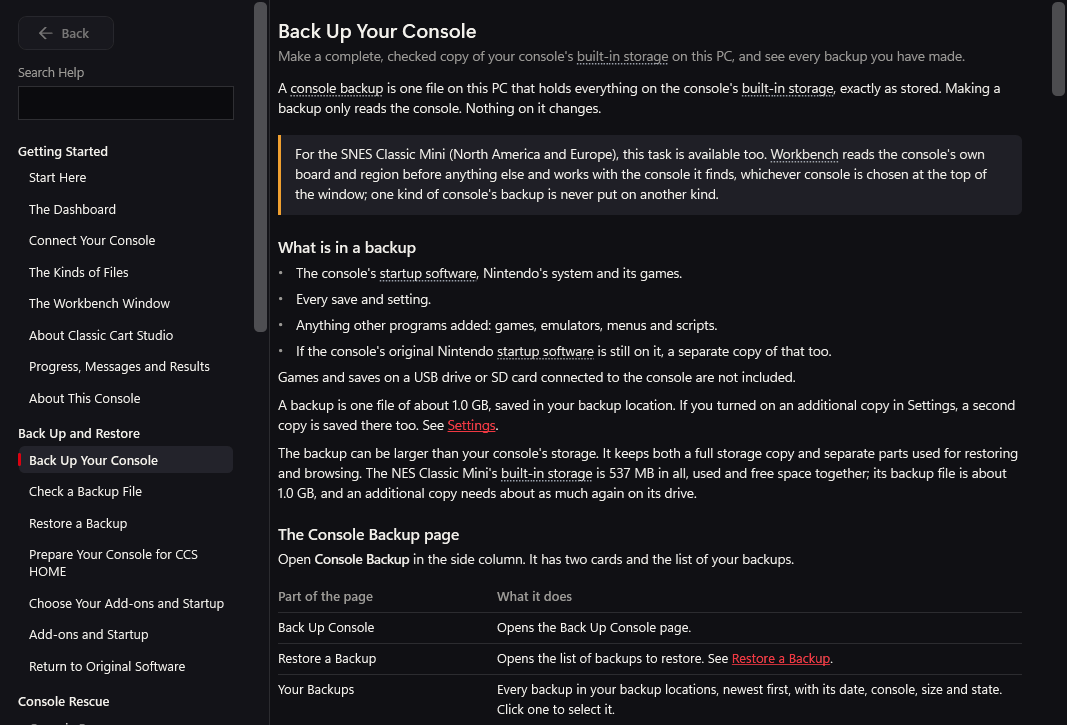 Back
Search Help
Getting Started
Start Here
The Dashboard
Connect Your Console
The Kinds of Files
The Workbench Window
About Classic Cart Studio
Progress, Messages and Results
About This Console
Back Up and Restore
Back Up Your Console
Check a Backup File
Restore a Backup
Prepare Your Console for CCS
HOME
Choose Your Add-ons and Startup
Add-ons and Startup
Return to Original Software
Console Rescue
Back Up Your Console
Make a complete, checked copy of your console's built-in storage on this PC, and see every backup you have made.
A console backup is one file on this PC that holds everything on the console's built-in storage, exactly as stored. Making a
backup only reads the console. Nothing on it changes.
For the SNES Classic Mini (North America and Europe), this task is available too. Workbench reads the console's own
board and region before anything else and works with the console it finds, whichever console is chosen at the top of
the window; one kind of console's backup is never put on another kind.
What is in a backup
• The console's startup software, Nintendo's system and its games.
• Every save and setting.
• Anything other programs added: games, emulators, menus and scripts.
• If the console's original Nintendo startup software is still on it, a separate copy of that too.
Games and saves on a USB drive or SD card connected to the console are not included.
A backup is one file of about 1.0 GB, saved in your backup location. If you turned on an additional copy in Settings, a second
copy is saved there too. See Settings.
The backup can be larger than your console's storage. It keeps both a full storage copy and separate parts used for restoring
and browsing. The NES Classic Mini's built-in storage is 537 MB in all, used and free space together; its backup file is about
1.0 GB, and an additional copy needs about as much again on its drive.
The Console Backup page
Open Console Backup in the side column. It has two cards and the list of your backups.
Part of the page What it does
Back Up Console Opens the Back Up Console page.
Restore a Backup Opens the list of backups to restore. See Restore a Backup.
Your Backups Every backup in your backup locations, newest first, with its date, console, size and state.
Click one to select it.